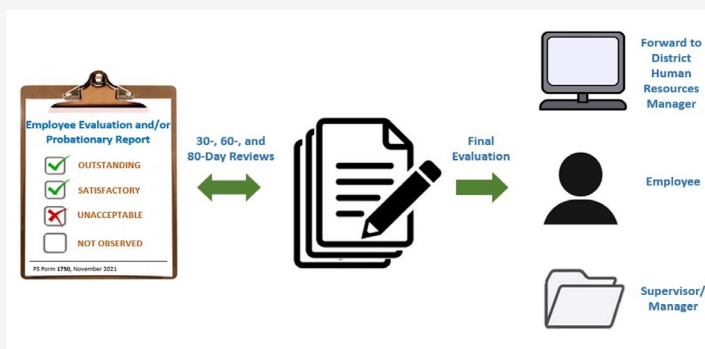 Employee Evaluation and/or
Probationary Report
OUTSTANDING
SATISFACTORY
UNACCEPTABLE
NOT OBSERVED
PS Form 1750, November 2021
30-, 60-, and
80-Day Reviews
Final
Evaluation
Forward to
District
Human
Resources
Manager
Employee
Supervisor/
Manager